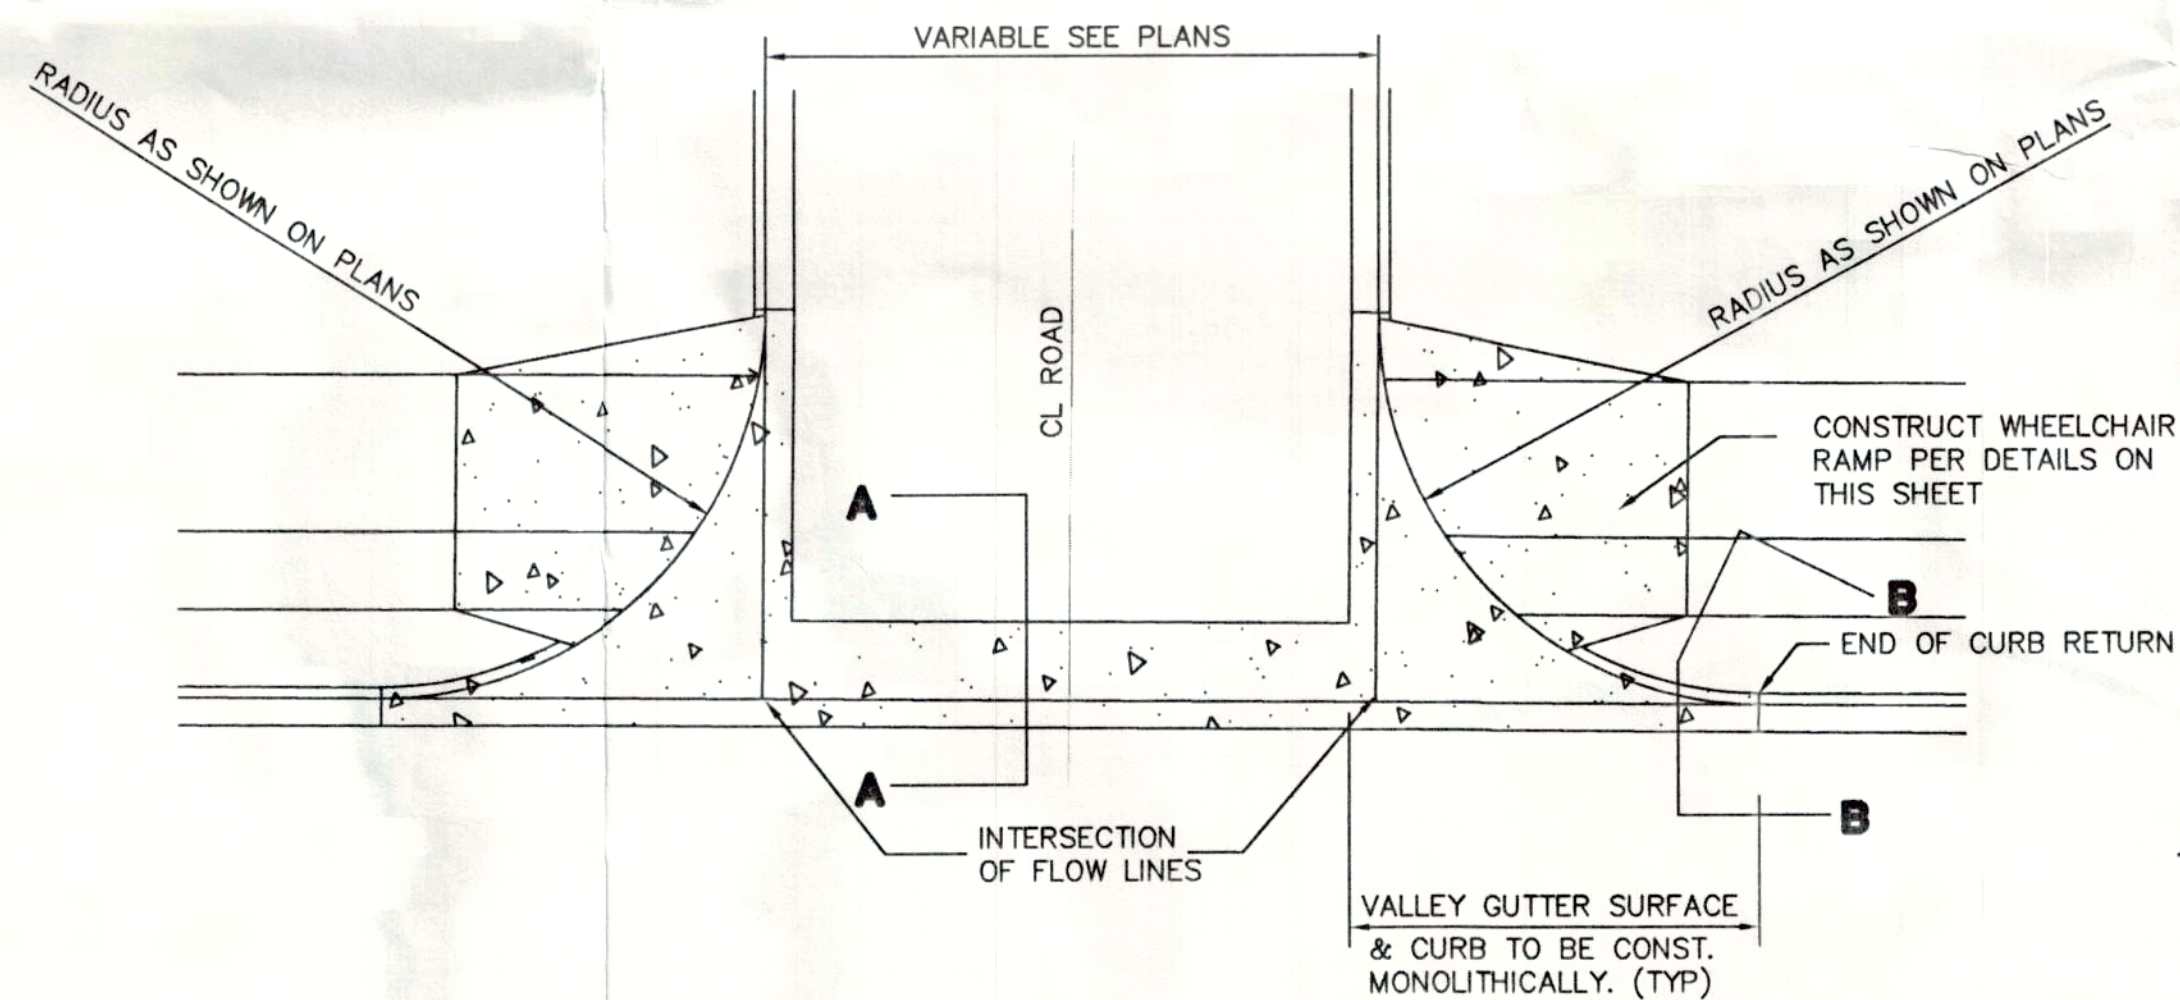 VARIABLE SEE PLANS
RADIUS AS SHOWN ON PLANS
RADIUS AS SHOWN ON PLANS
CL ROAD
CONSTRUCT WHEELCHAIR
RAMP PER DETAILS ON
THIS SHEET
A
B
END OF CURB RETURN
A
B
INTERSECTION
OF FLOW LINES
VALLEY GUTTER SURFACE
& CURB TO BE CONST.
MONOLITHICALLY. (TYP)